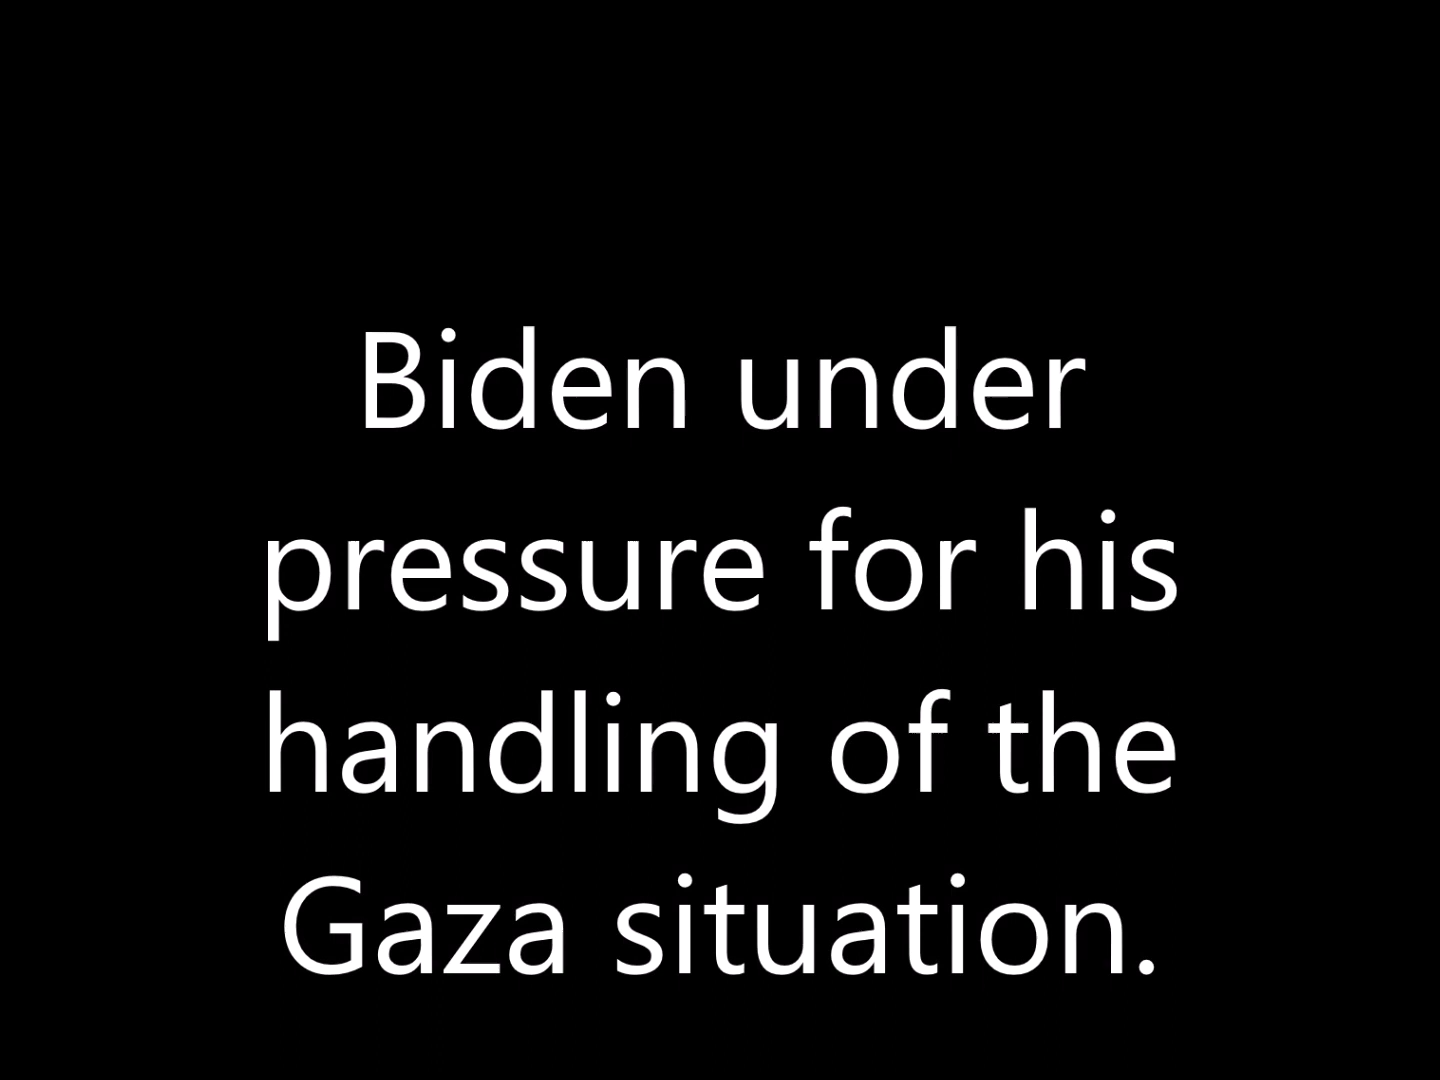 Biden under
pressure for his
handling of the
Gaza situation.